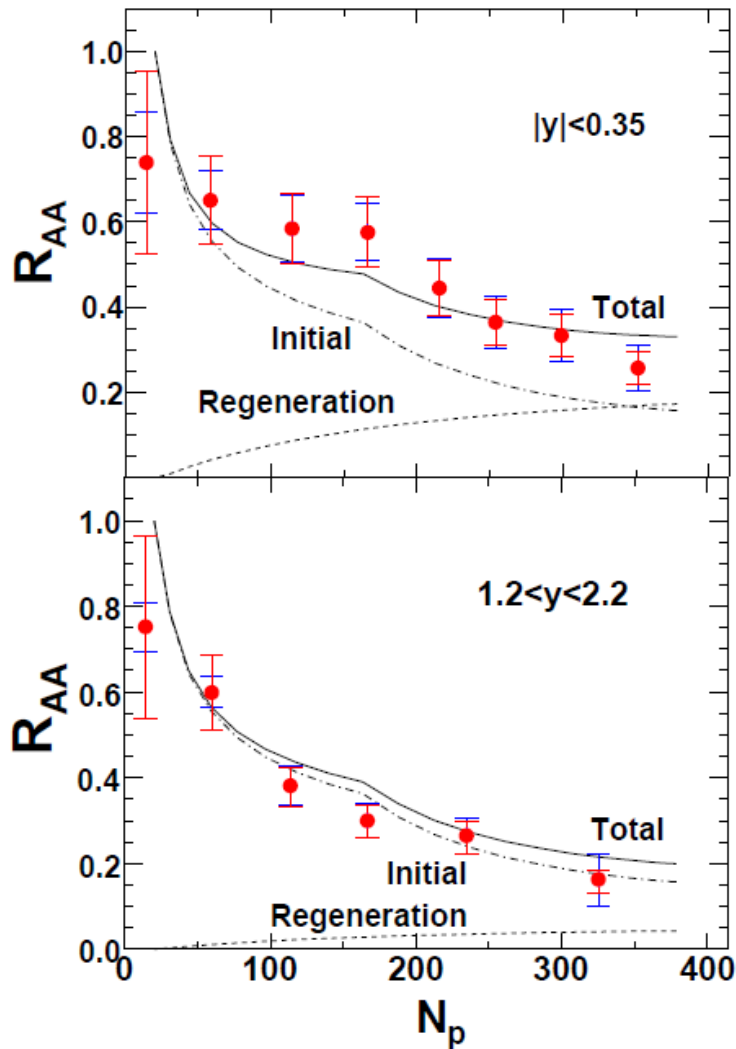 1.0
|y|<0.35
0.8
0.6
R_AA
0.4
Total
Initial
0.2
Regeneration
1.0
1.2<y<2.2
0.8
0.6
R_AA
0.4
Total
0.2
Initial
Regeneration
0.0
0 100 200 300 400
N_p